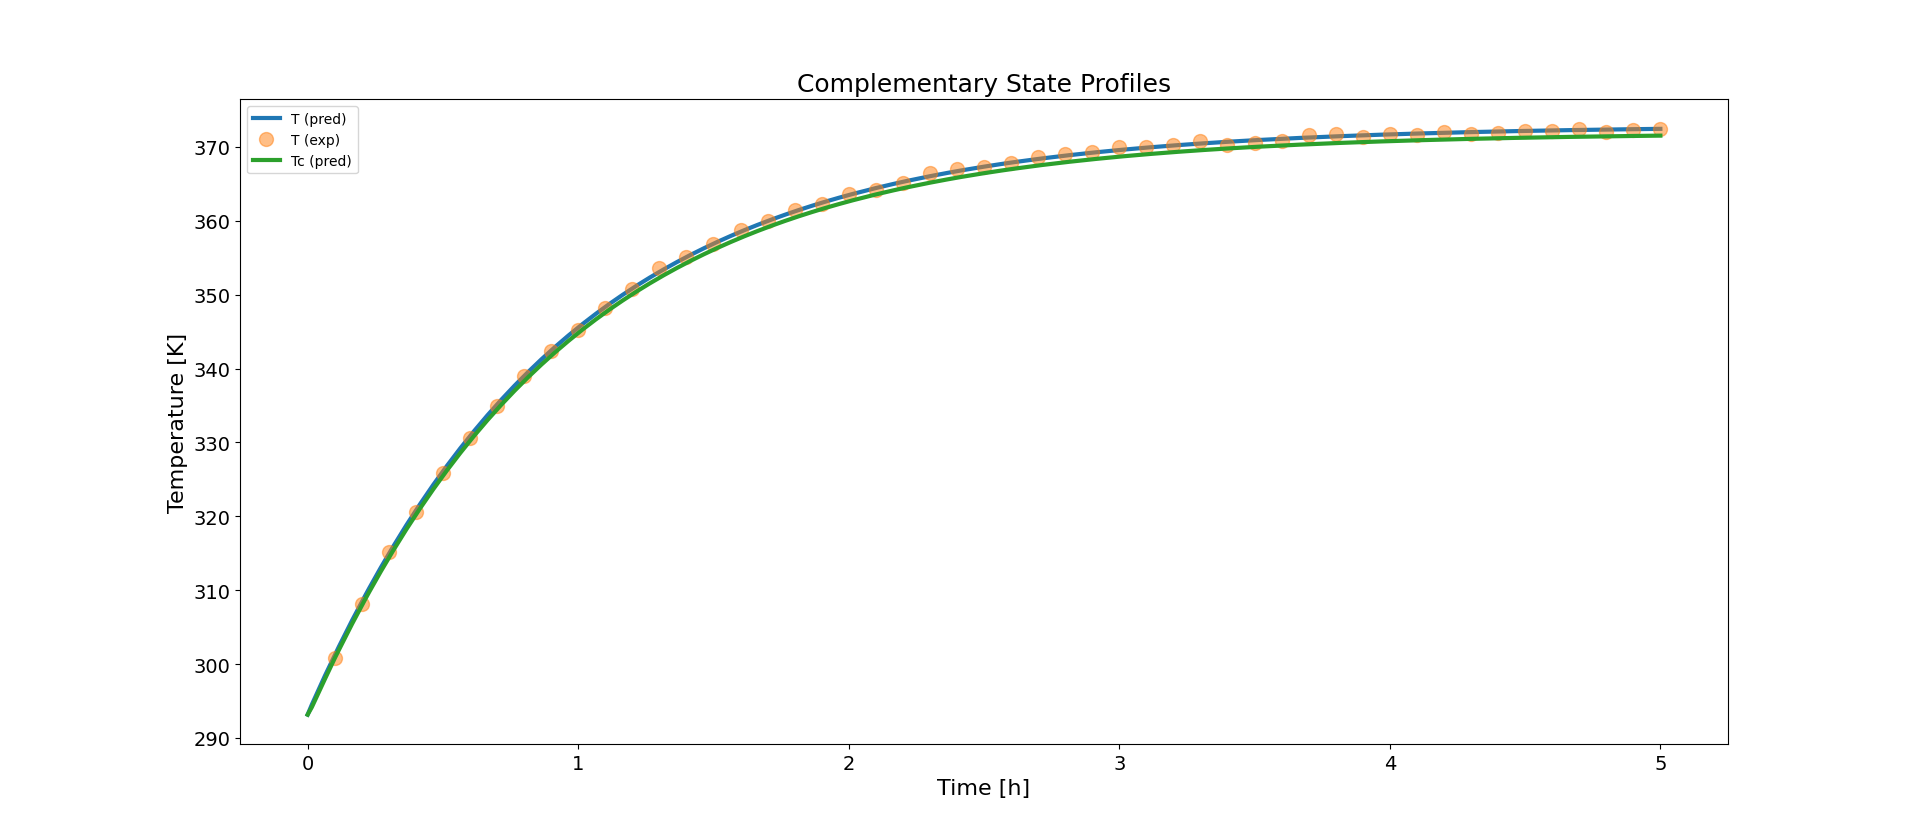 Complementary State Profiles
T (pred)
T (exp)
Tc (pred)
Temperature [K]
370
360
350
340
330
320
310
300
290
0 1 2 3 4 5
Time [h]